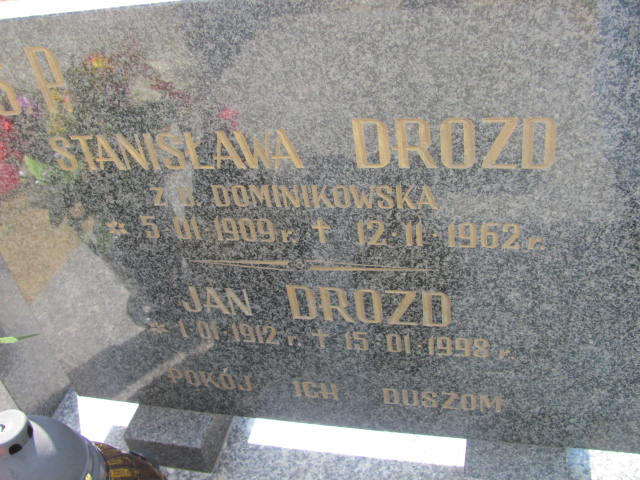 Ś P.
STANISŁAWA DROZD
Z D. DOMINIKOWSKA
* 5.01.1909 r. † 12.11.1962 r.
JAN DROZD
* 1.01.1912 r. † 15.01.1998 r.
POKÓJ ICH DUSZOM